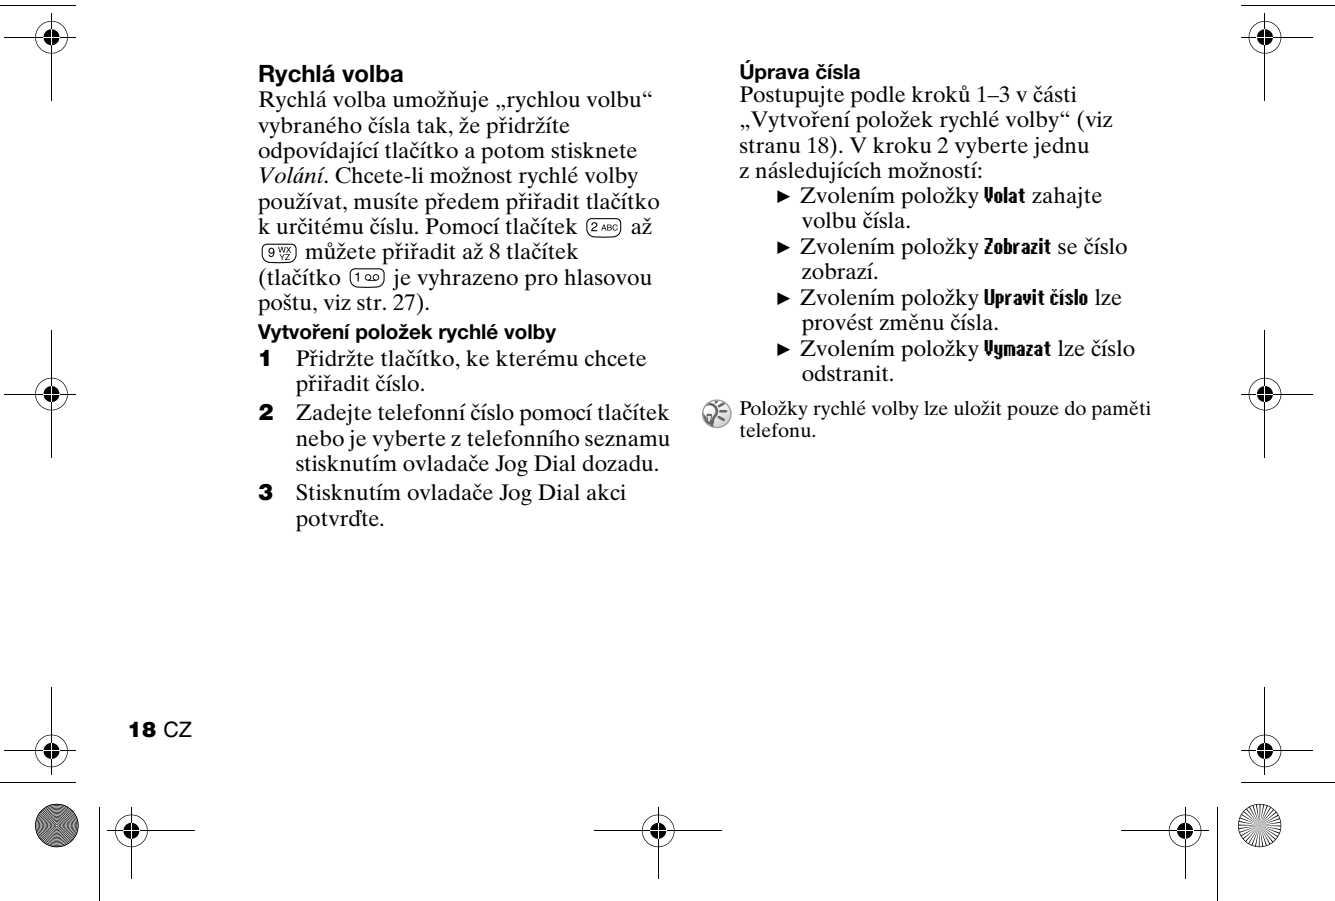 Rychlá volba
Rychlá volba umožňuje „rychlou volbu“
vybraného čísla tak, že přidržíte
odpovídající tlačítko a potom stisknete
Volání. Chcete-li možnost rychlé volby
používat, musíte předem přiřadit tlačítko
k určitému číslu. Pomocí tlačítek 2 ABC až
9 WX YZ můžete přiřadit až 8 tlačítek
(tlačítko 1 je vyhrazeno pro hlasovou
poštu, viz str. 27).
Vytvoření položek rychlé volby
1 Přidržte tlačítko, ke kterému chcete
přiřadit číslo.
2 Zadejte telefonní číslo pomocí tlačítek
nebo je vyberte z telefonního seznamu
stisknutím ovladače Jog Dial dozadu.
3 Stisknutím ovladače Jog Dial akci
potvrďte.
Úprava čísla
Postupujte podle kroků 1–3 v části
„Vytvoření položek rychlé volby“ (viz
stranu 18). V kroku 2 vyberte jednu
z následujících možností:
► Zvolením položky Volat zahajte
volbu čísla.
► Zvolením položky Zobrazit se číslo
zobrazí.
► Zvolením položky Upravit číslo lze
provést změnu čísla.
► Zvolením položky Vymazat lze číslo
odstranit.
Položky rychlé volby lze uložit pouze do paměti
telefonu.
18 CZ